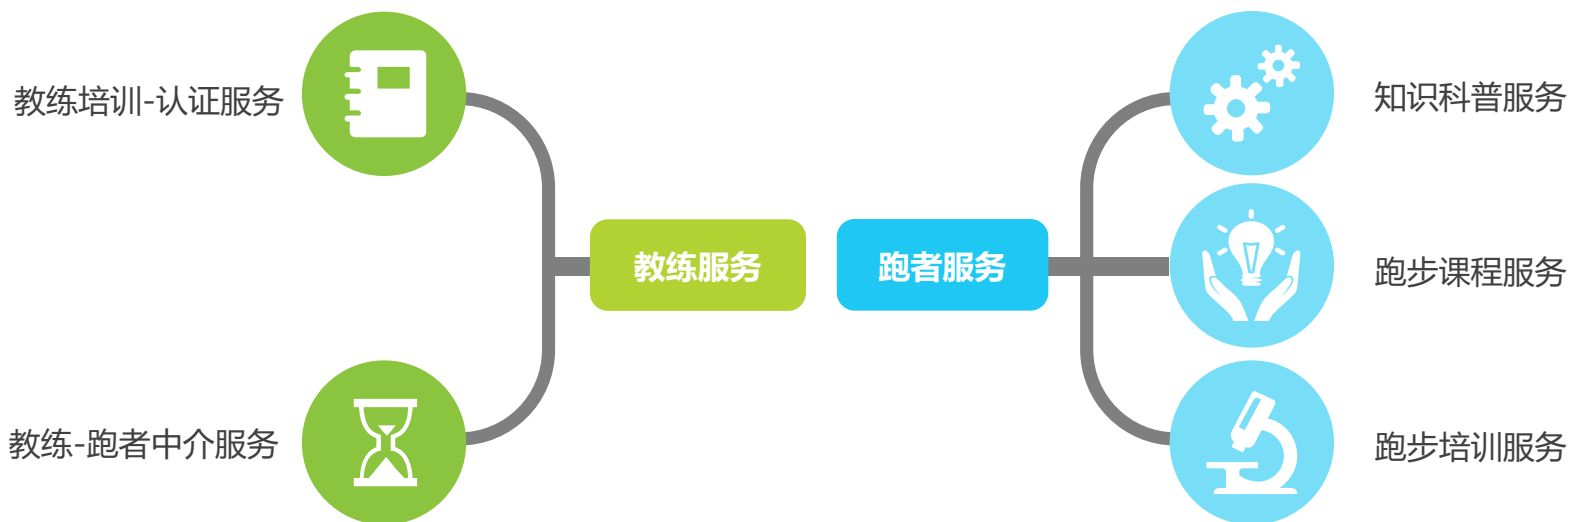 教练培训-认证服务
教练-跑者中介服务
教练服务
跑者服务
知识科普服务
跑步课程服务
跑步培训服务